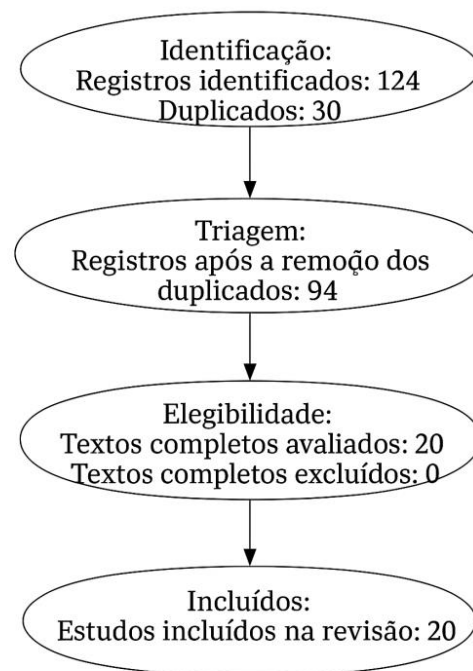 Identificação:
Registros identificados: 124
Duplicados: 30
Triagem:
Registros após a remoção dos
duplicados: 94
Elegibilidade:
Textos completos avaliados: 20
Textos completos excluídos: 0
Incluídos:
Estudos incluídos na revisão: 20